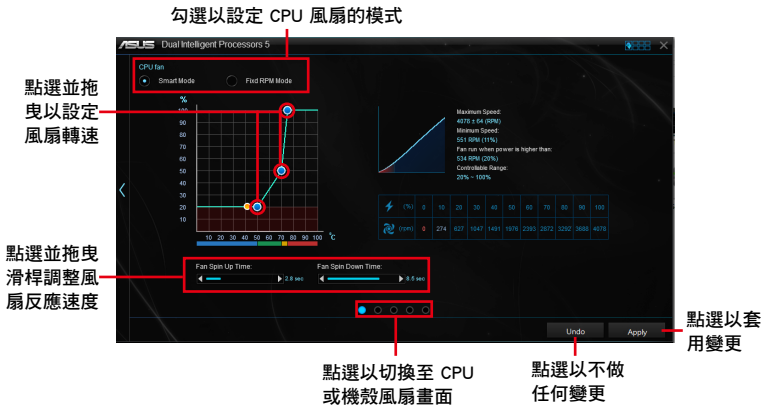 勾選以設定 CPU 風扇的模式
ASUS Dual Intelligent Processors 5
CPU fan
Smart Mode
Fixd RPM Mode
點選並拖
曳以設定
風扇轉速
%
100
90
80
70
60
50
40
30
20
10
10 20 30 40 50 60 70 80 90 100 °C
Maximum Speed:
4078 ± 64 (RPM)
Minimum Speed:
551 RPM (11%)
Fan run when power is higher than:
534 RPM (20%)
Controllable Range:
20% ~ 100%
(%) 0 10 20 30 40 50 60 70 80 90 100
(rpm) 0 274 827 1047 1491 1976 2393 2872 3292 3688 4078
點選並拖曳
滑桿調整風
扇反應速度
Fan Spin Up Time:
2.8 sec
Fan Spin Down Time:
8.5 sec
Undo
Apply
點選以套
用變更
點選以切換至 CPU
或機殼風扇畫面
點選以不做
任何變更